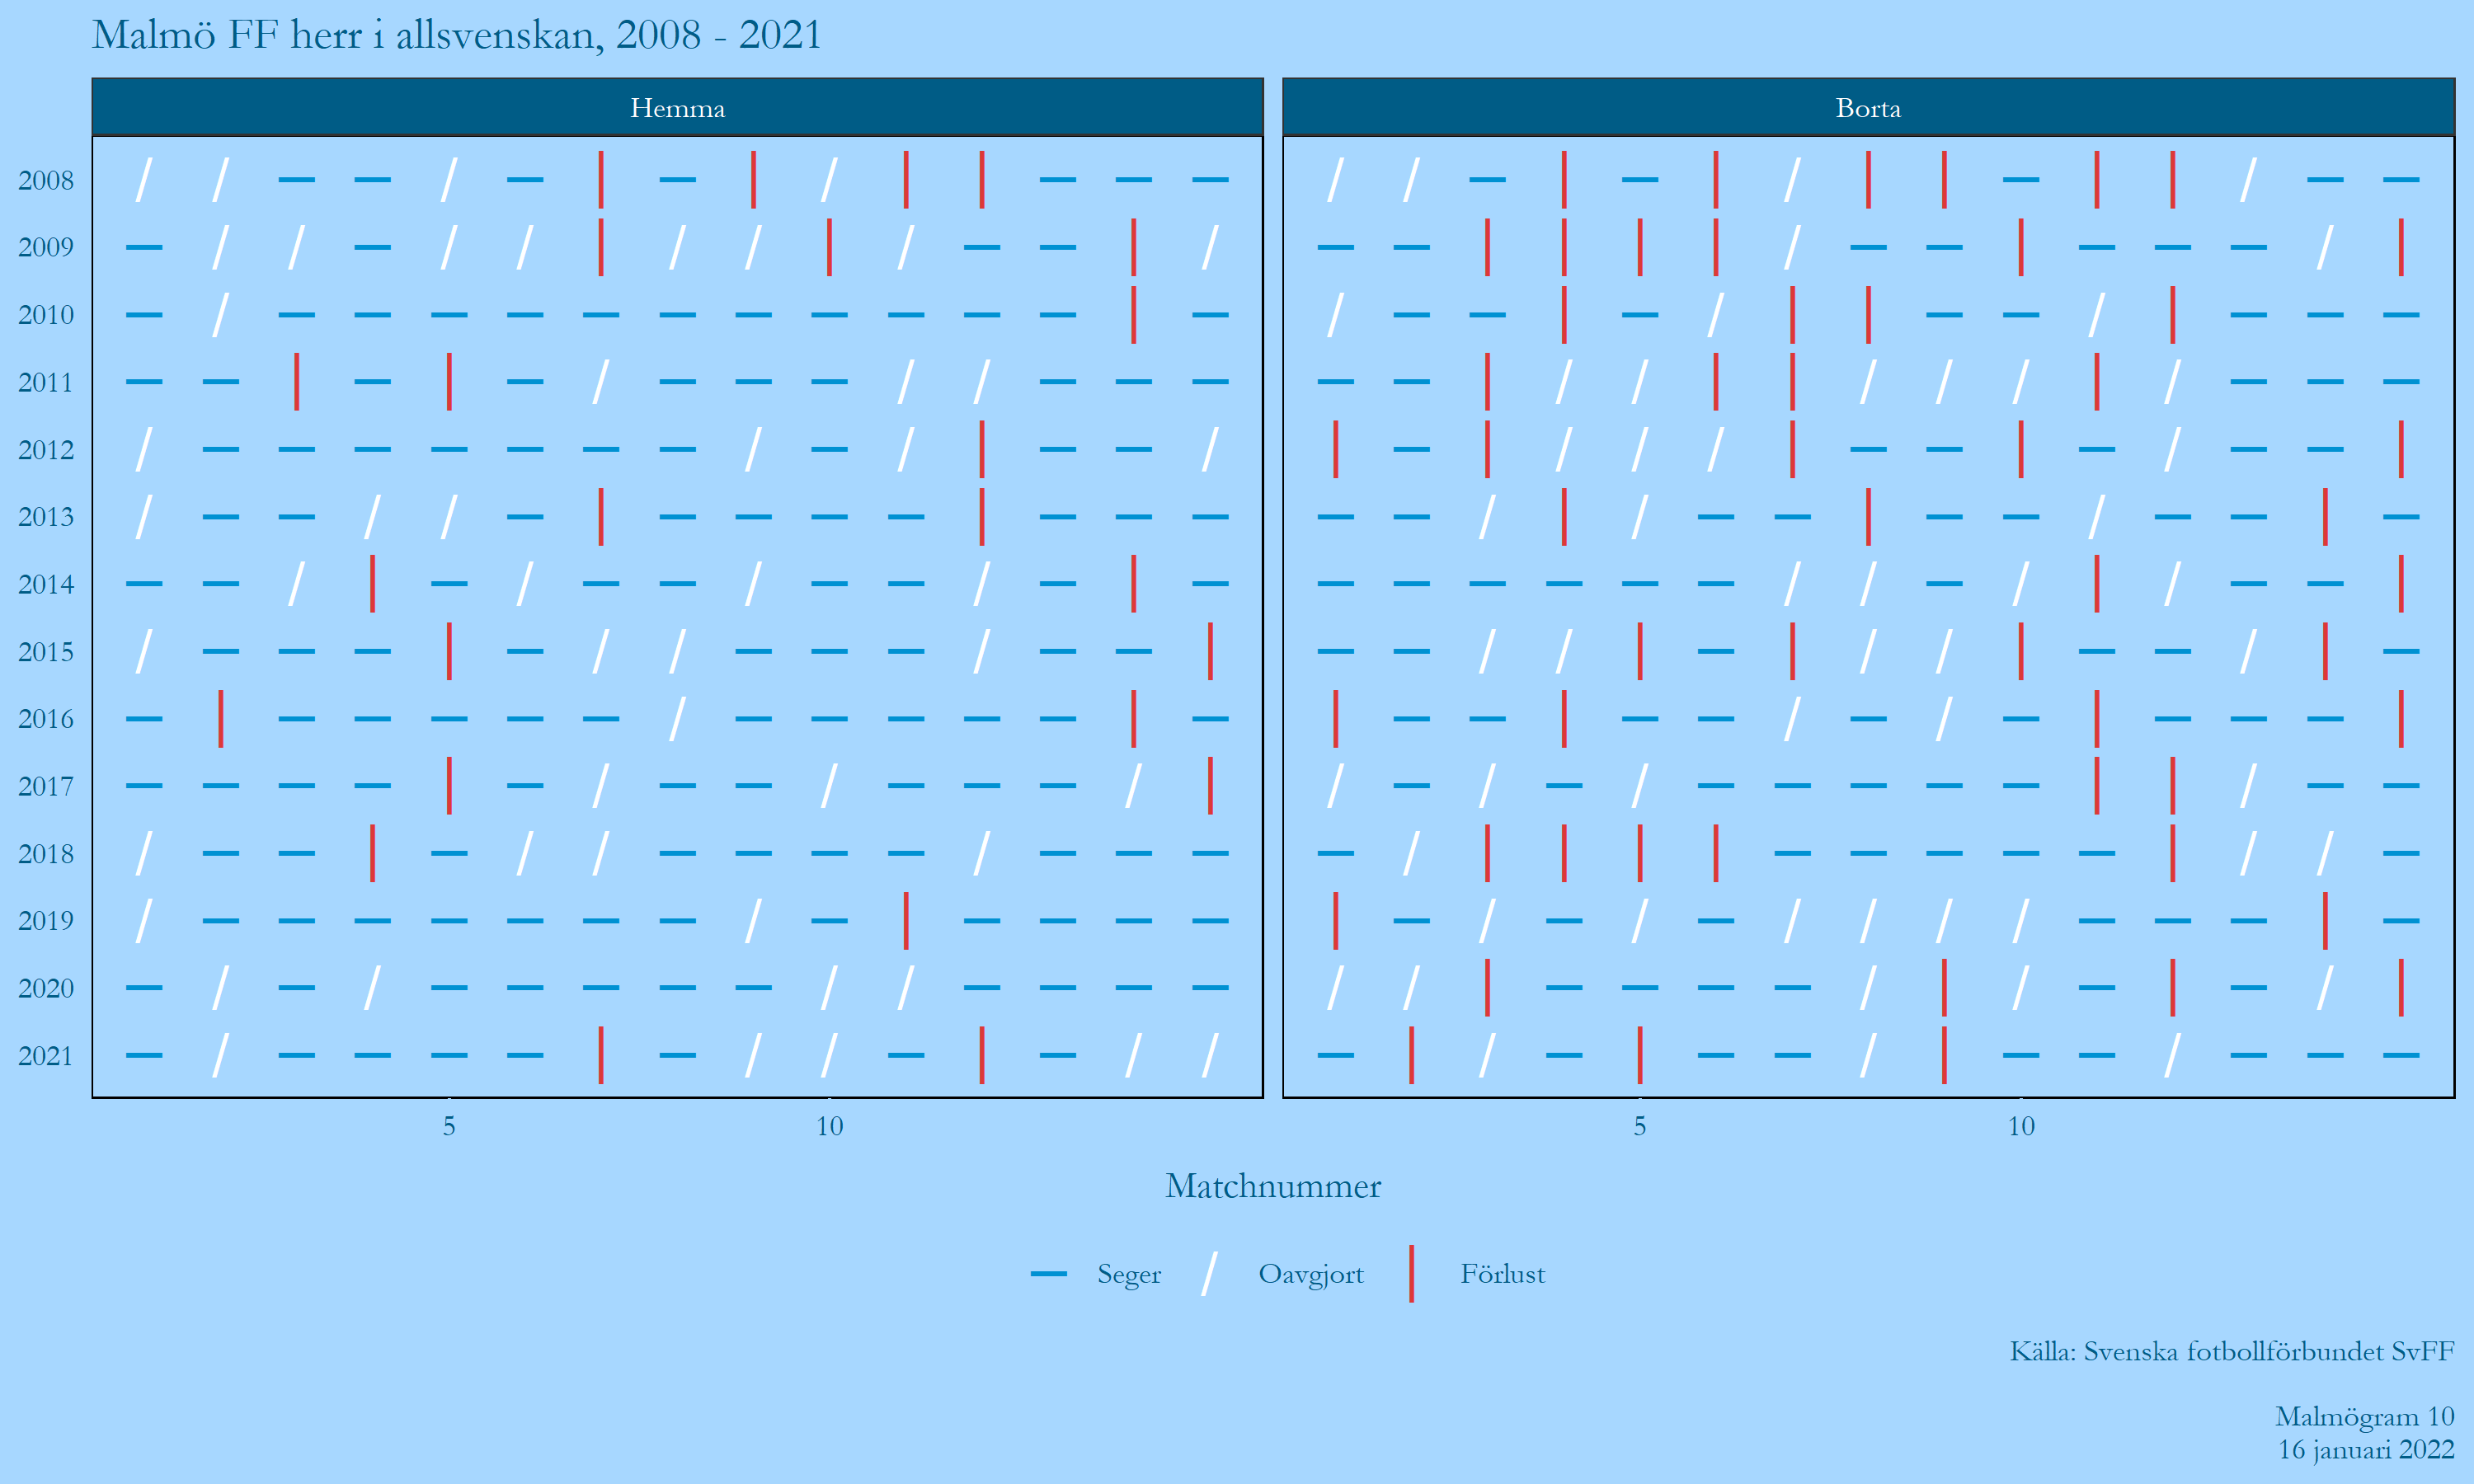 Malmö FF herr i allsvenskan, 2008 - 2021
Hemma
Borta
2008
2009
2010
2011
2012
2013
2014
2015
2016
2017
2018
2019
2020
2021
5
10
5
10
Matchnummer
Seger
Oavgjort
Förlust
Källa: Svenska fotbollförbundet SvFF
Malmögram 10
16 januari 2022